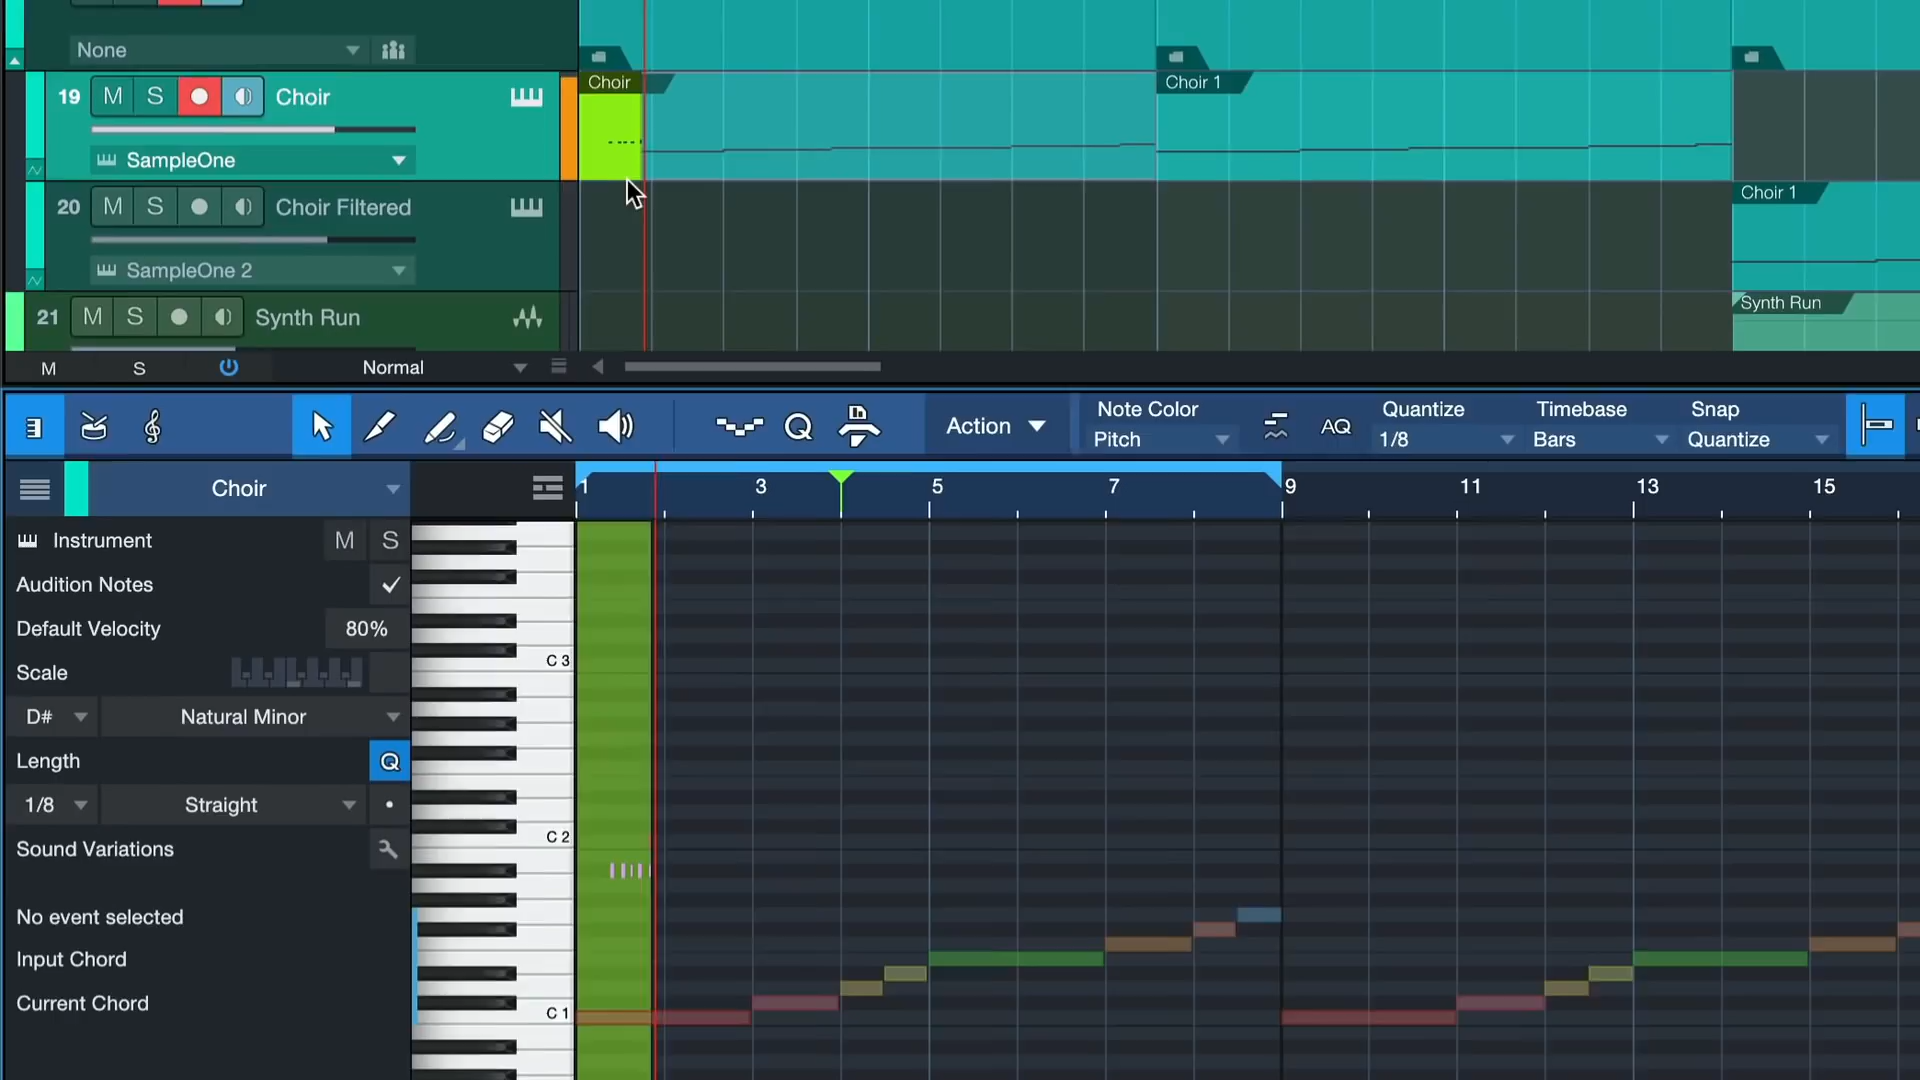 None
19 M S Choir
SampleOne
20 M S Choir Filtered
SampleOne 2
21 M S Synth Run
M S Normal
Choir
Choir 1
Choir 1
Synth Run
Action
Note Color
Pitch
Q
AQ
Quantize
1/8
Timebase
Bars
Snap
Quantize
Choir
1 3 5 7 9 11 13 15
Instrument M S
Audition Notes
Default Velocity 80%
Scale
D# Natural Minor
Length Q
1/8 Straight
Sound Variations
No event selected
Input Chord
Current Chord
C 3
C 2
C 1